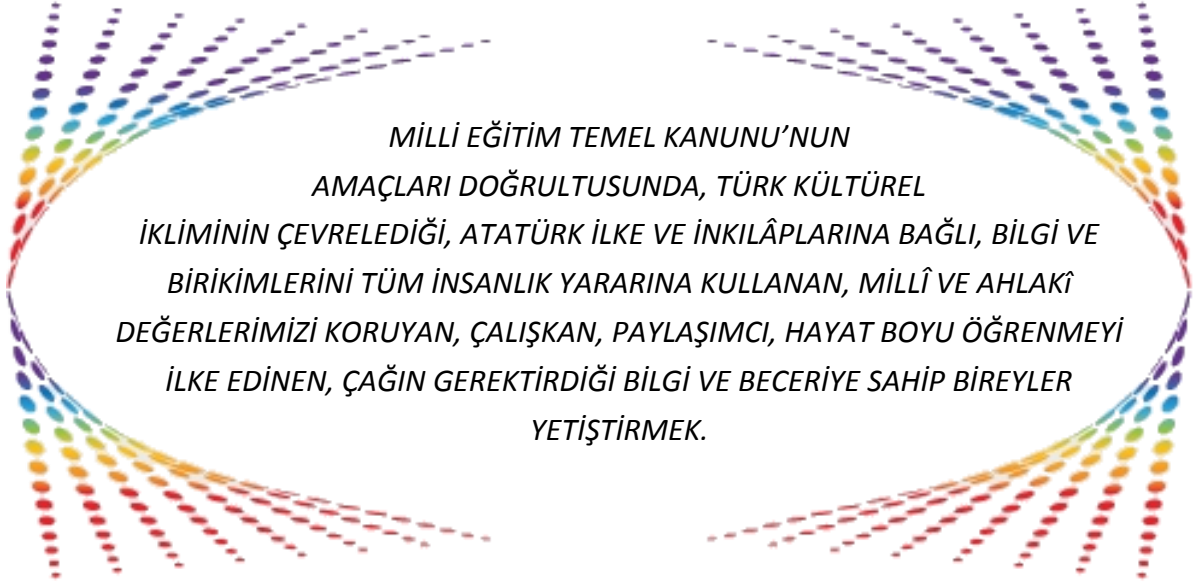 MİLLİ EĞİTİM TEMEL KANUNU’NUN
AMAÇLARI DOĞRULTUSUNDA, TÜRK KÜLTÜREL
İKLİMİNİN ÇEVRELEDİĞİ, ATATÜRK İLKE VE İNKILÂPLARINA BAĞLI, BİLGİ VE
BİRİKİMLERİNİ TÜM İNSANLIK YARARINA KULLANAN, MİLLÎ VE AHLAKî
DEĞERLERİMİZİ KORUYAN, ÇALIŞKAN, PAYLAŞIMCI, HAYAT BOYU ÖĞRENMEYİ
İLKE EDİNEN, ÇAĞIN GEREKTİRDİĞİ BİLGİ VE BECERİYE SAHİP BİREYLER
YETİŞTİRMEK.